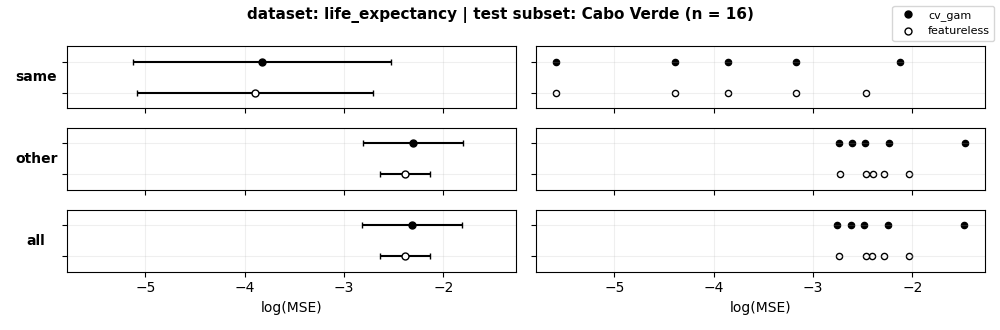 dataset: life_expectancy | test subset: Cabo Verde (n = 16)
cv_gam
featureless
same
other
all
−5 −4 −3 −2
−5 −4 −3 −2
log(MSE)
log(MSE)